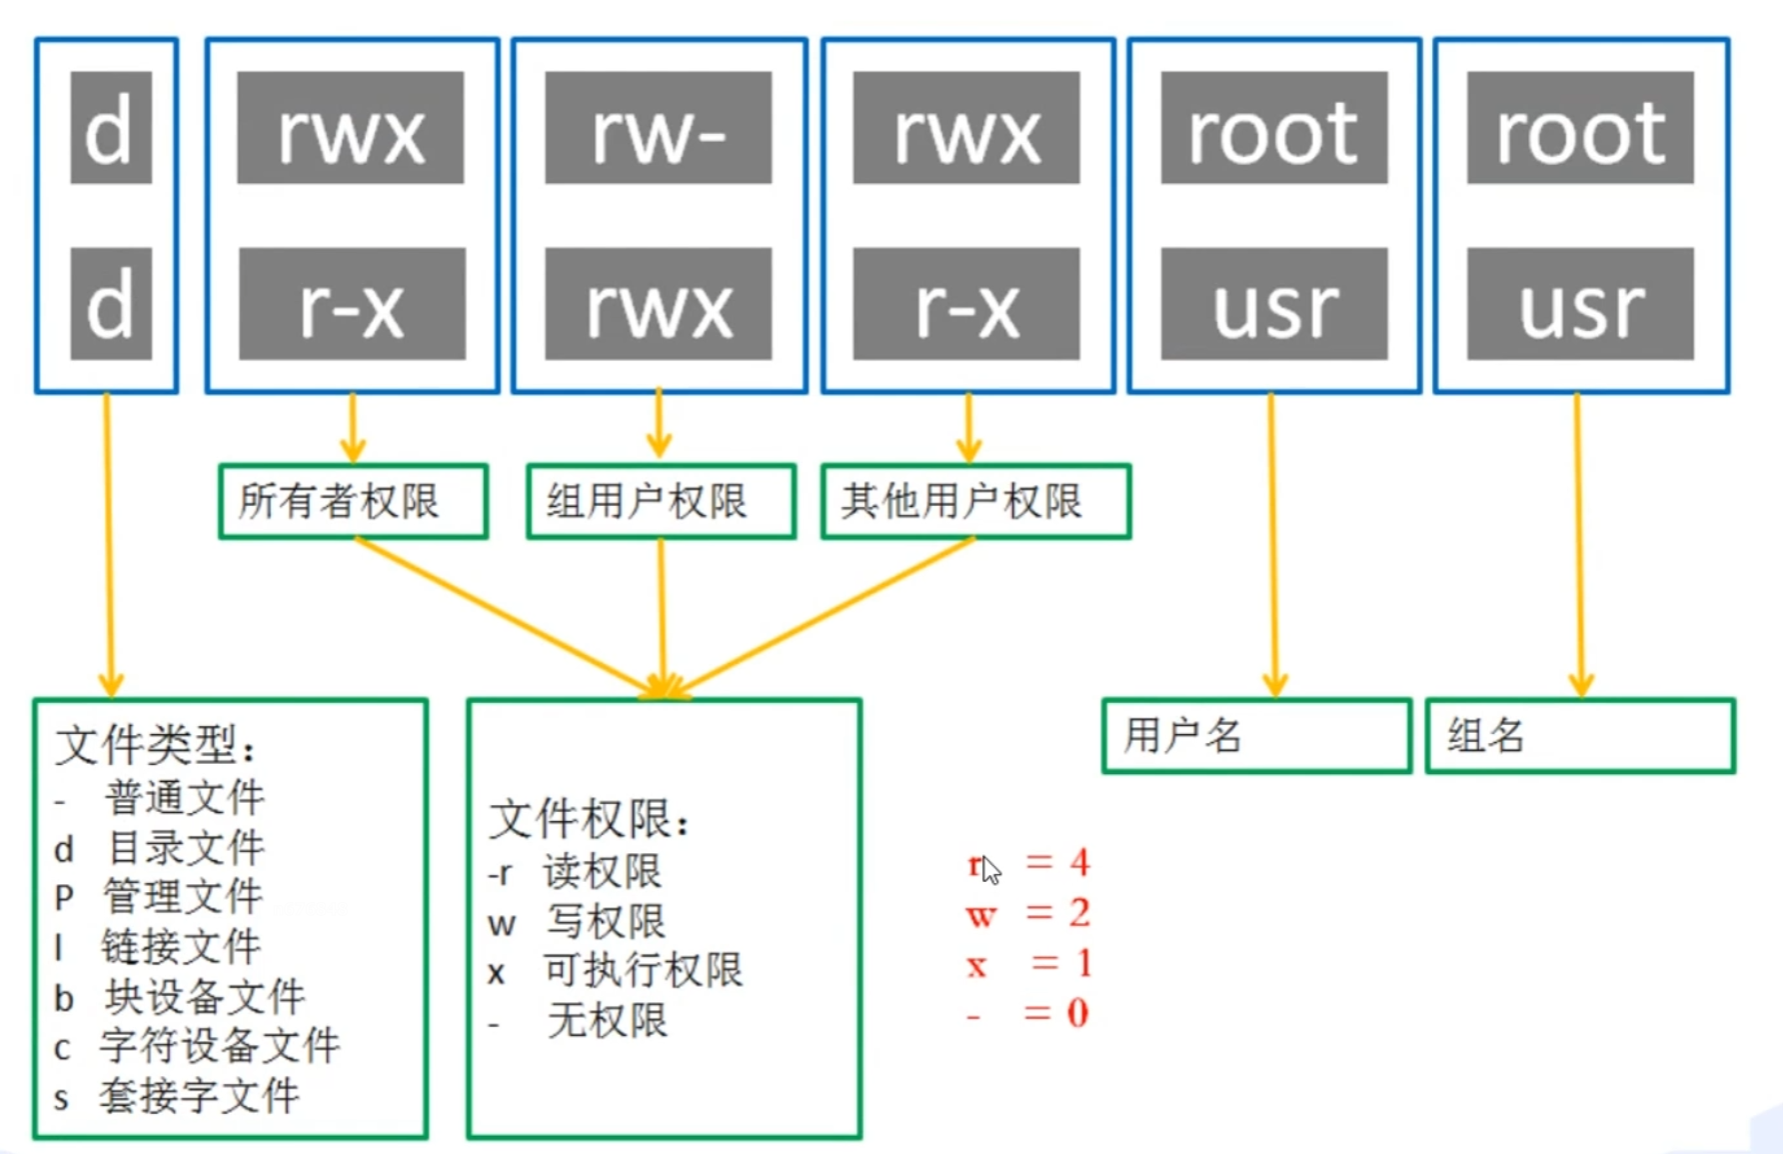 d rwx rw- rwx root root
d r-x rwx r-x usr usr
所有者权限 组用户权限 其他用户权限
用户名 组名
文件类型：
- 普通文件
d 目录文件
P 管理文件
l 链接文件
b 块设备文件
c 字符设备文件
s 套接字文件
文件权限：
-r 读权限
w 写权限
x 可执行权限
- 无权限
r = 4
w = 2
x = 1
- = 0